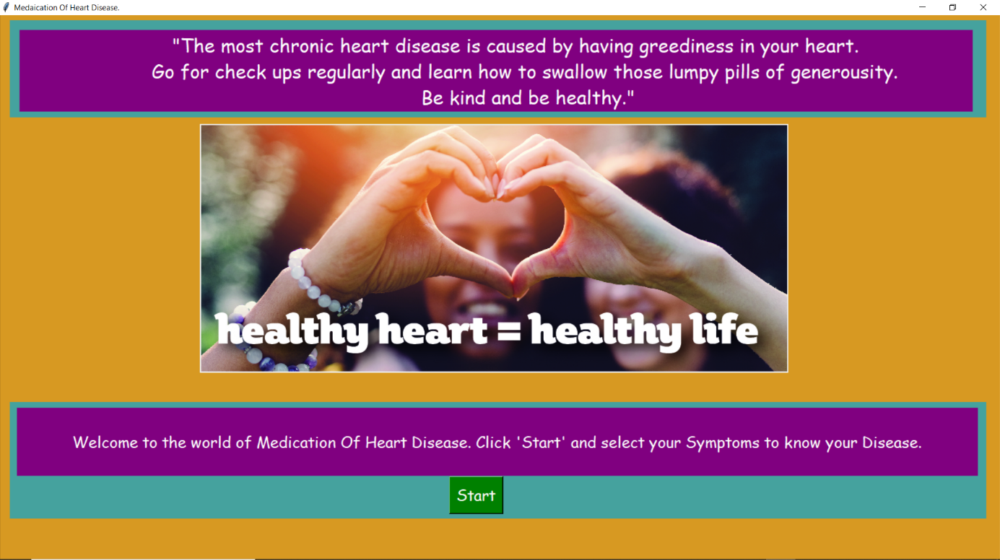 Medaication Of Heart Disease.
"The most chronic heart disease is caused by having greediness in your heart.
Go for check ups regularly and learn how to swallow those lumpy pills of generousity.
Be kind and be healthy."
healthy heart = healthy life
Welcome to the world of Medication Of Heart Disease. Click 'Start' and select your Symptoms to know your Disease.
Start